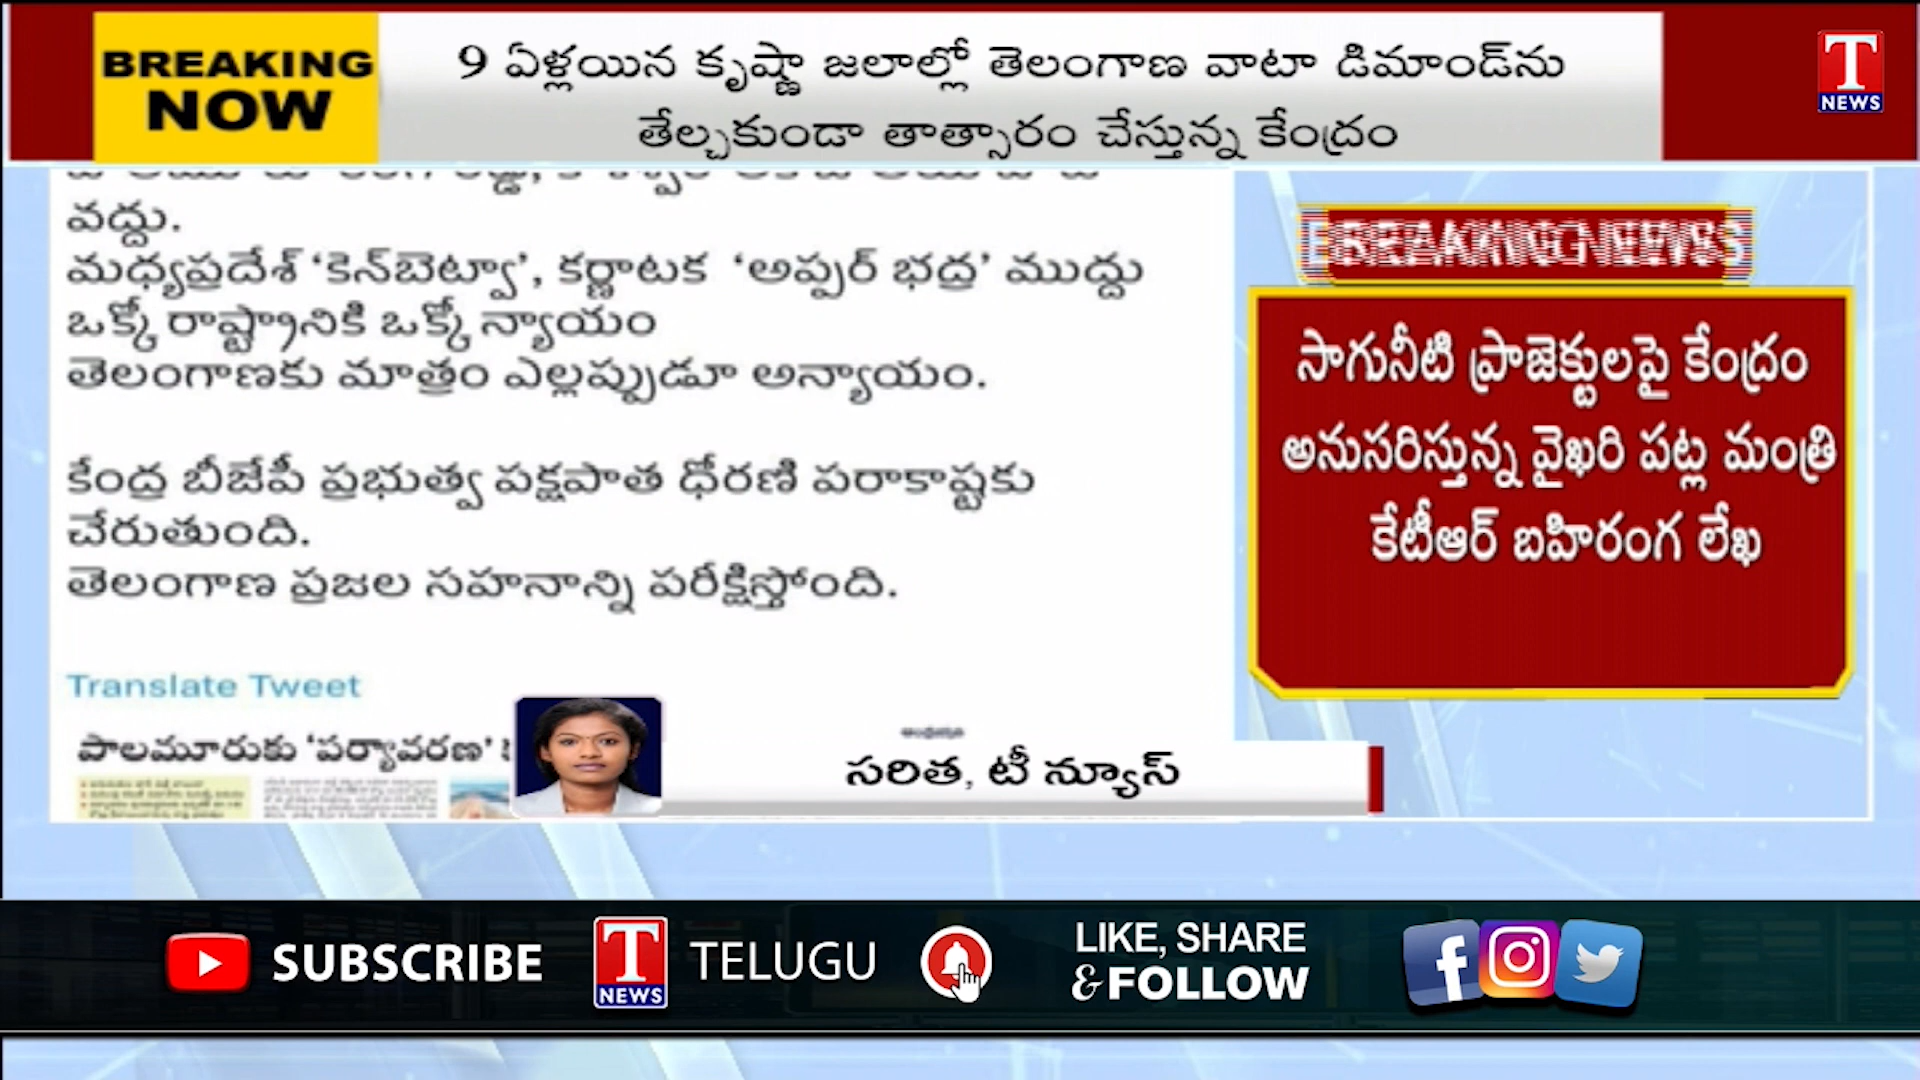 BREAKING
NOW
9 ఏళ్లయిన కృష్ణా జలాల్లో తెలంగాణ వాటా డిమాండ్‌ను
తేల్చకుండా తాత్సారం చేస్తున్న కేంద్రం
T
NEWS
వద్దు.
మధ్యప్రదేశ్ ‘కెన్‌బెట్వా’, కర్ణాటక ‘అప్పర్ భద్ర’ ముద్దు
ఒక్కో రాష్ట్రానికి ఒక్కో న్యాయం
తెలంగాణకు మాత్రం ఎల్లప్పుడూ అన్యాయం.
కేంద్ర బీజేపీ ప్రభుత్వ పక్షపాత ధోరణి పరాకాష్టకు
చేరుతుంది.
తెలంగాణ ప్రజల సహనాన్ని పరీక్షిస్తోంది.
Translate Tweet
పాలమూరుకు ‘పర్యావరణ’
BREAKING NEWS
సాగునీటి ప్రాజెక్టులపై కేంద్రం
అనుసరిస్తున్న వైఖరి పట్ల మంత్రి
కేటీఆర్ బహిరంగ లేఖ
సరిత, టీ న్యూస్
SUBSCRIBE
T
NEWS
TELUGU
LIKE, SHARE
& FOLLOW